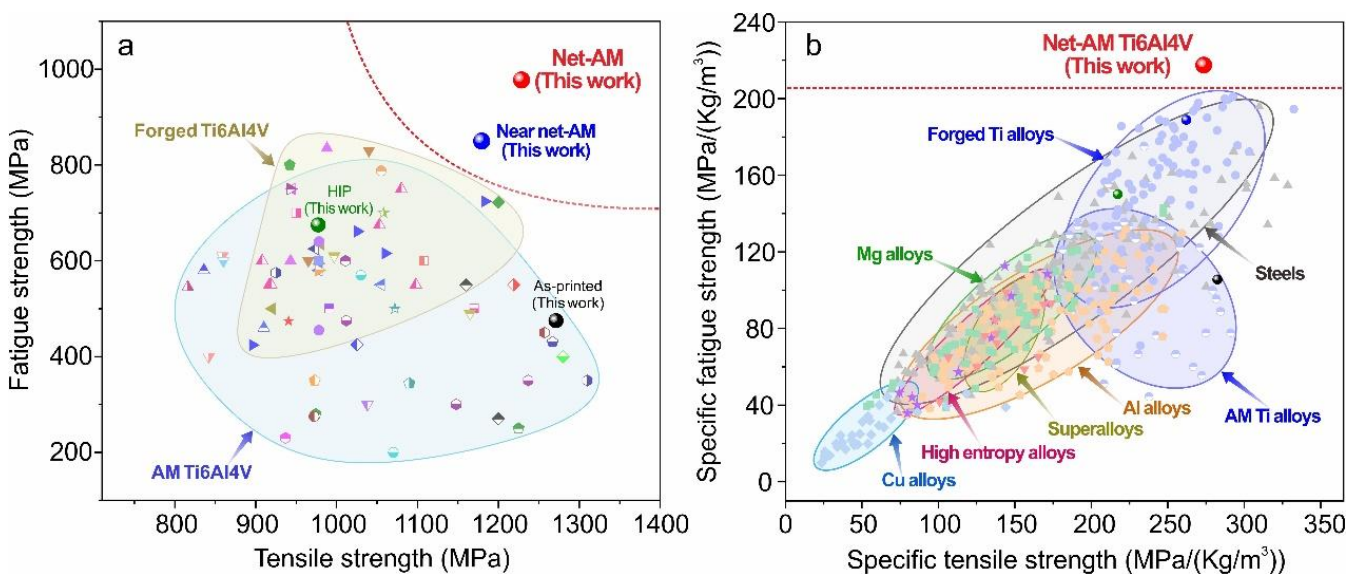 a
Net-AM
(This work)
Forged Ti6Al4V
Near net-AM
(This work)
HIP
(This work)
As-printed
(This work)
AM Ti6Al4V
Fatigue strength (MPa)
1000
800
600
400
200
800 900 1000 1100 1200 1300 1400
Tensile strength (MPa)
b
Net-AM Ti6Al4V
(This work)
Forged Ti alloys
Mg alloys
Steels
Al alloys
AM Ti alloys
Superalloys
High entropy alloys
Cu alloys
Specific fatigue strength (MPa/(Kg/m³))
240
200
160
120
80
40
0
0 50 100 150 200 250 300 350
Specific tensile strength (MPa/(Kg/m³))